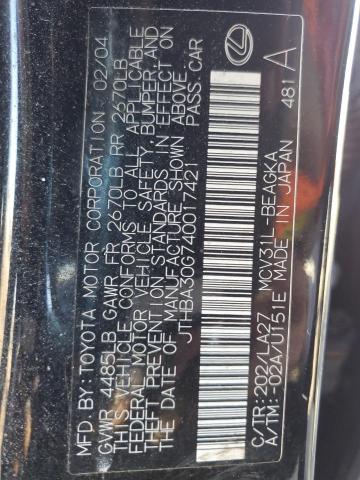 MFD. BY: TOYOTA MOTOR CORPORATION 02/04
GVWR 4485LB GAWR FR 2670LB RR 2670LB
THIS VEHICLE CONFORMS TO ALL APPLICABLE
FEDERAL MOTOR VEHICLE SAFETY, BUMPER, AND
THEFT PREVENTION STANDARDS IN EFFECT ON
THE DATE OF MANUFACTURE SHOWN ABOVE.
JTHBA30G740017421 PASS. CAR
C/TR: 202/LA27 MCV31L-BEAGKA
A/TM: -02A/U151E MADE IN JAPAN 481 A